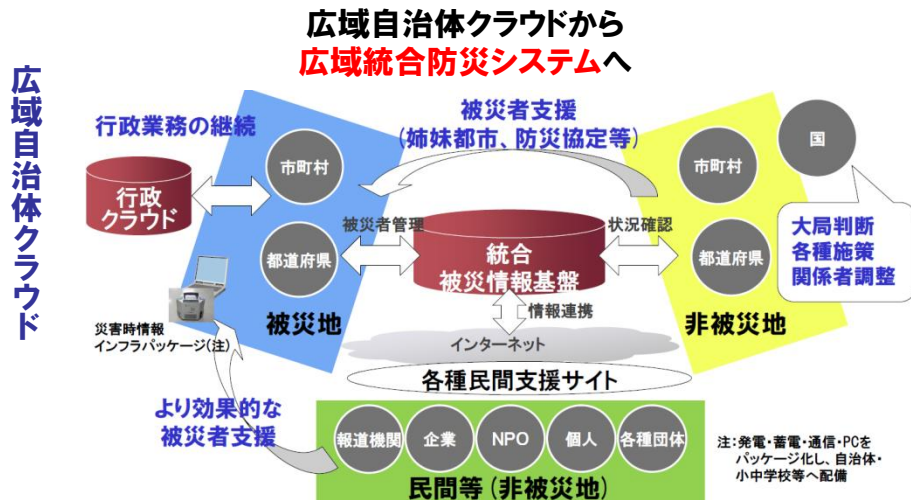 広域自治体クラウドから
広域統合防災システムへ
広域自治体クラウド
行政業務の継続
行政
クラウド
市町村
都道府県
被災地
災害時情報
インフラパッケージ(注)
被災者支援
(姉妹都市、防災協定等)
被災者管理
統合
被災情報基盤
状況確認
情報連携
インターネット
各種民間支援サイト
市町村
都道府県
非被災地
国
大局判断
各種施策
関係者調整
より効果的な
被災者支援
報道機関
企業
NPO
個人
各種団体
民間等(非被災地)
注:発電・蓄電・通信・PCを
パッケージ化し、自治体・
小中学校等へ配備